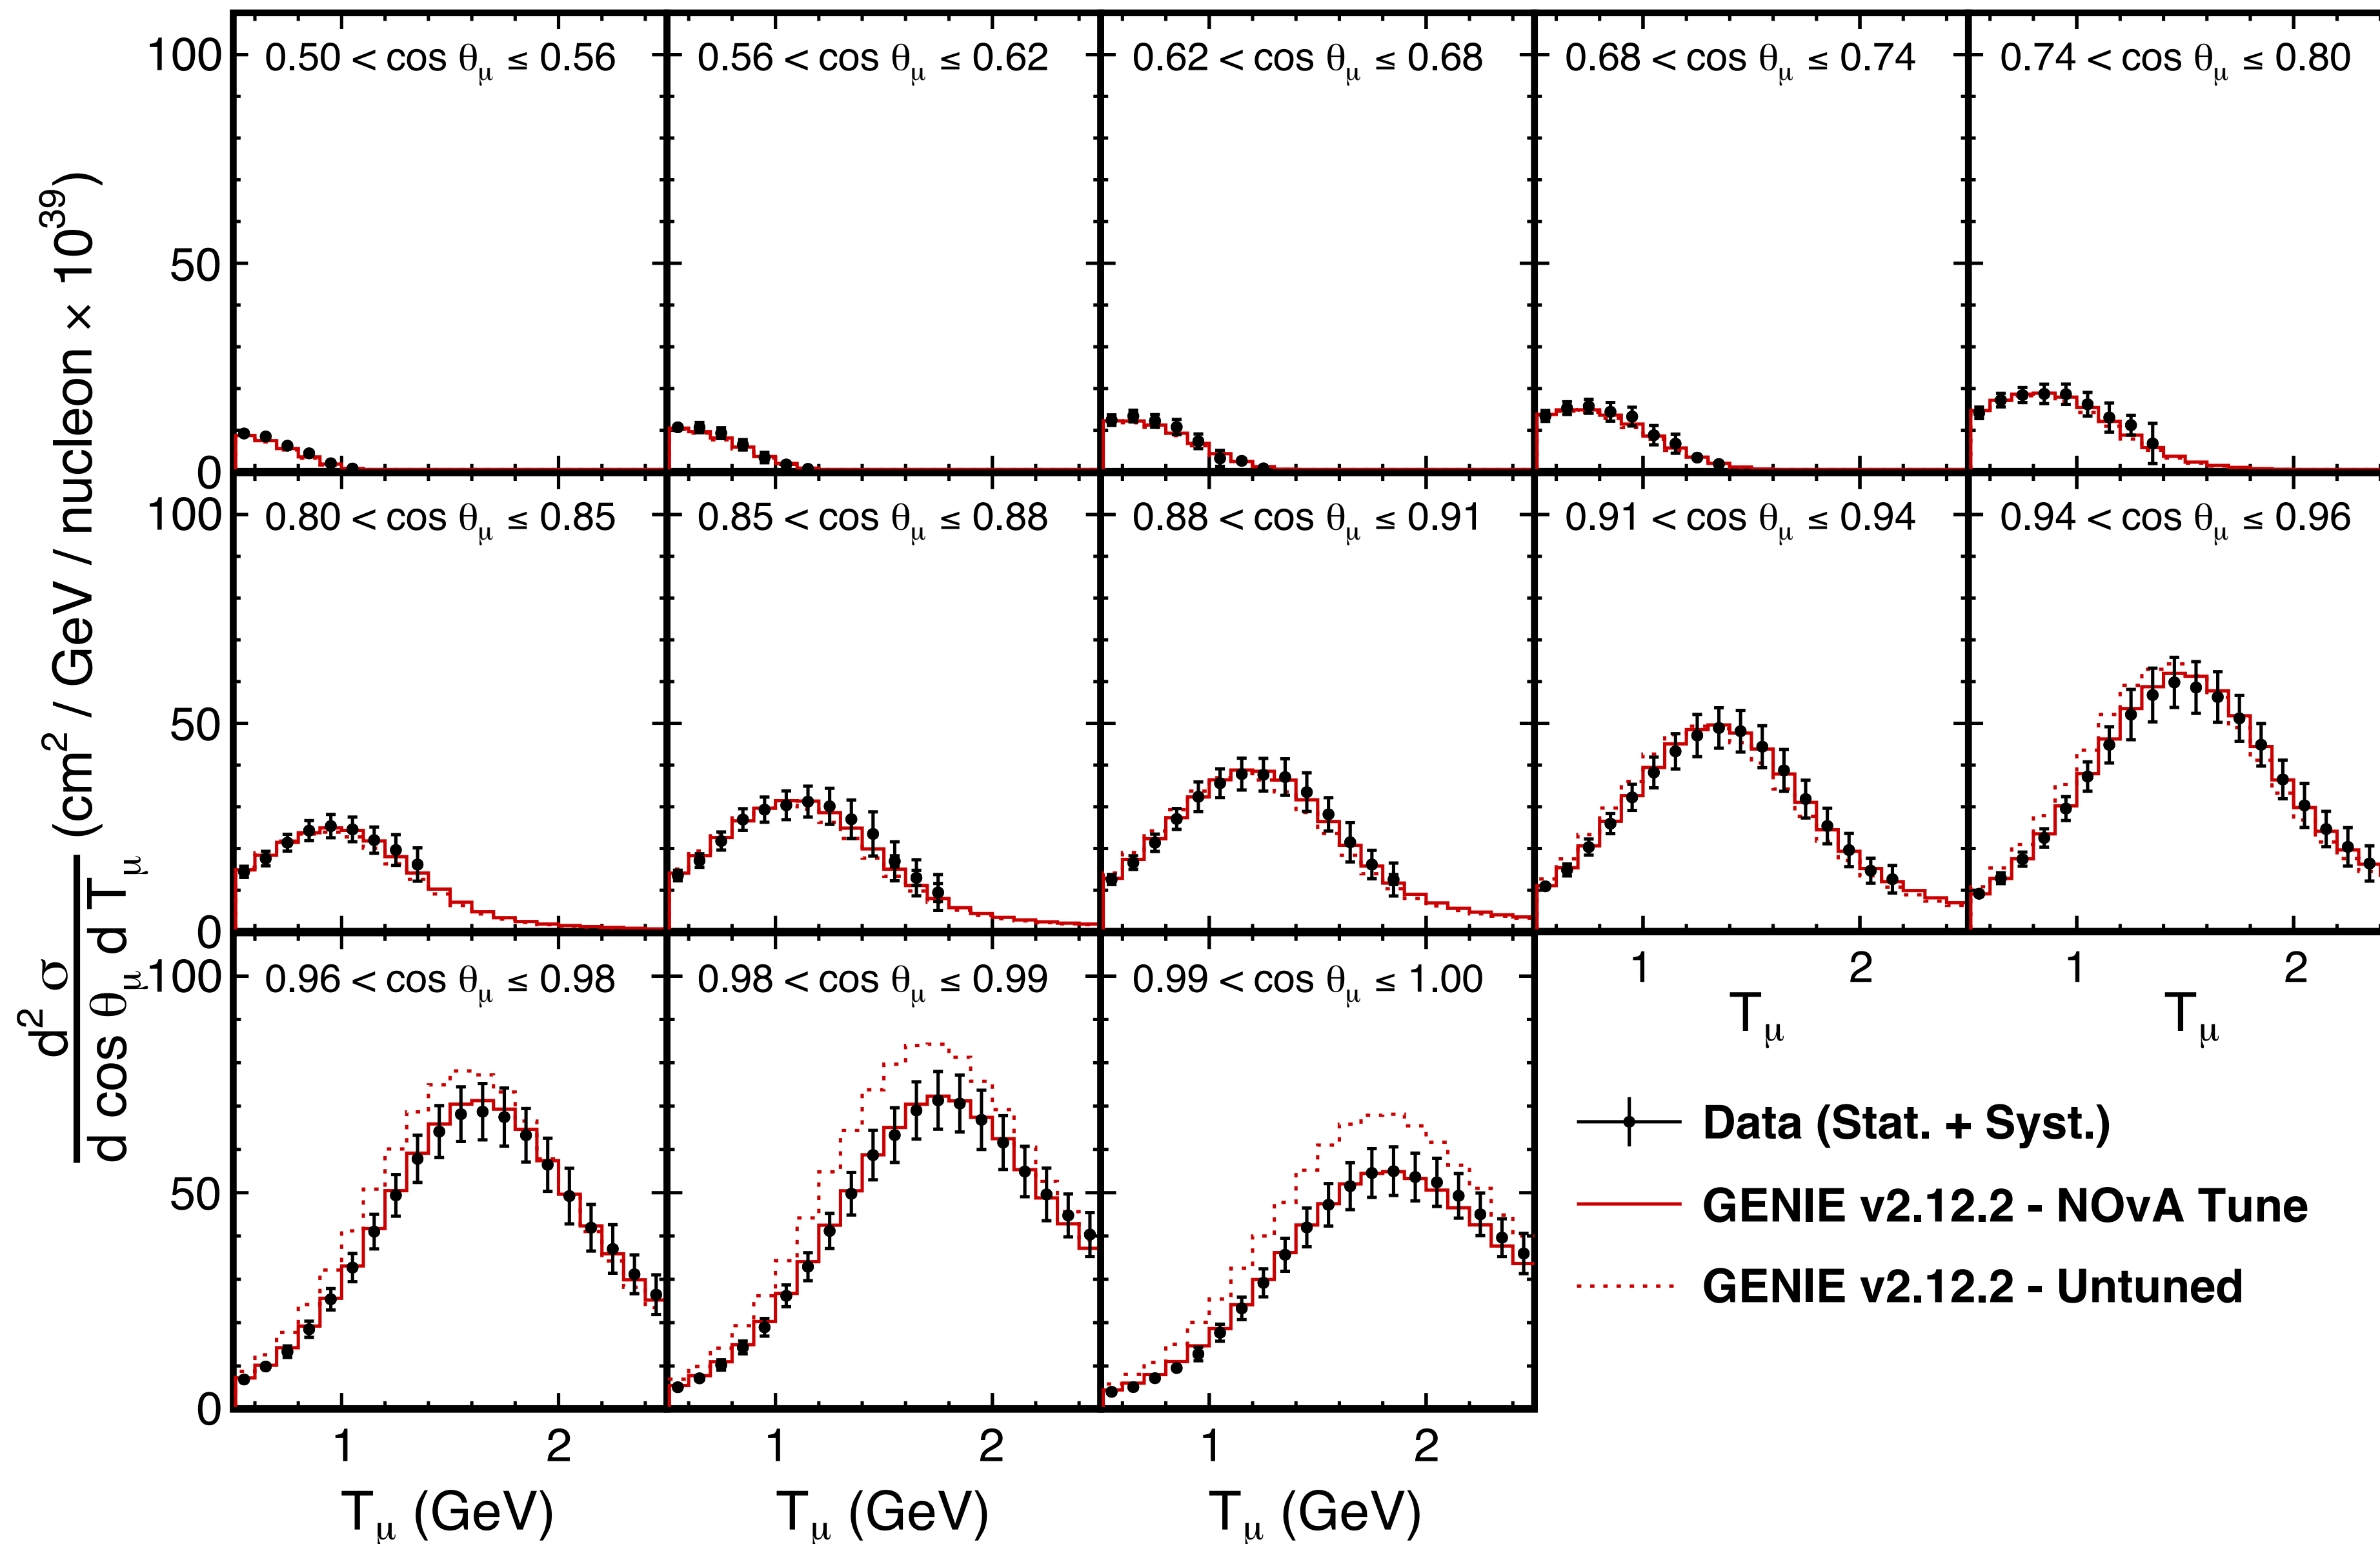 d² σ
d cos θμ d Tμ
(cm² / GeV / nucleon × 10³⁹)
100
50
0
0.50 < cos θμ ≤ 0.56
0.56 < cos θμ ≤ 0.62
0.62 < cos θμ ≤ 0.68
0.68 < cos θμ ≤ 0.74
0.74 < cos θμ ≤ 0.80
100
50
0
0.80 < cos θμ ≤ 0.85
0.85 < cos θμ ≤ 0.88
0.88 < cos θμ ≤ 0.91
0.91 < cos θμ ≤ 0.94
0.94 < cos θμ ≤ 0.96
1 2
Tμ
1 2
Tμ
100
50
0
0.96 < cos θμ ≤ 0.98
0.98 < cos θμ ≤ 0.99
0.99 < cos θμ ≤ 1.00
1 2
Tμ (GeV)
1 2
Tμ (GeV)
1 2
Tμ (GeV)
Data (Stat. + Syst.)
GENIE v2.12.2 - NOvA Tune
GENIE v2.12.2 - Untuned